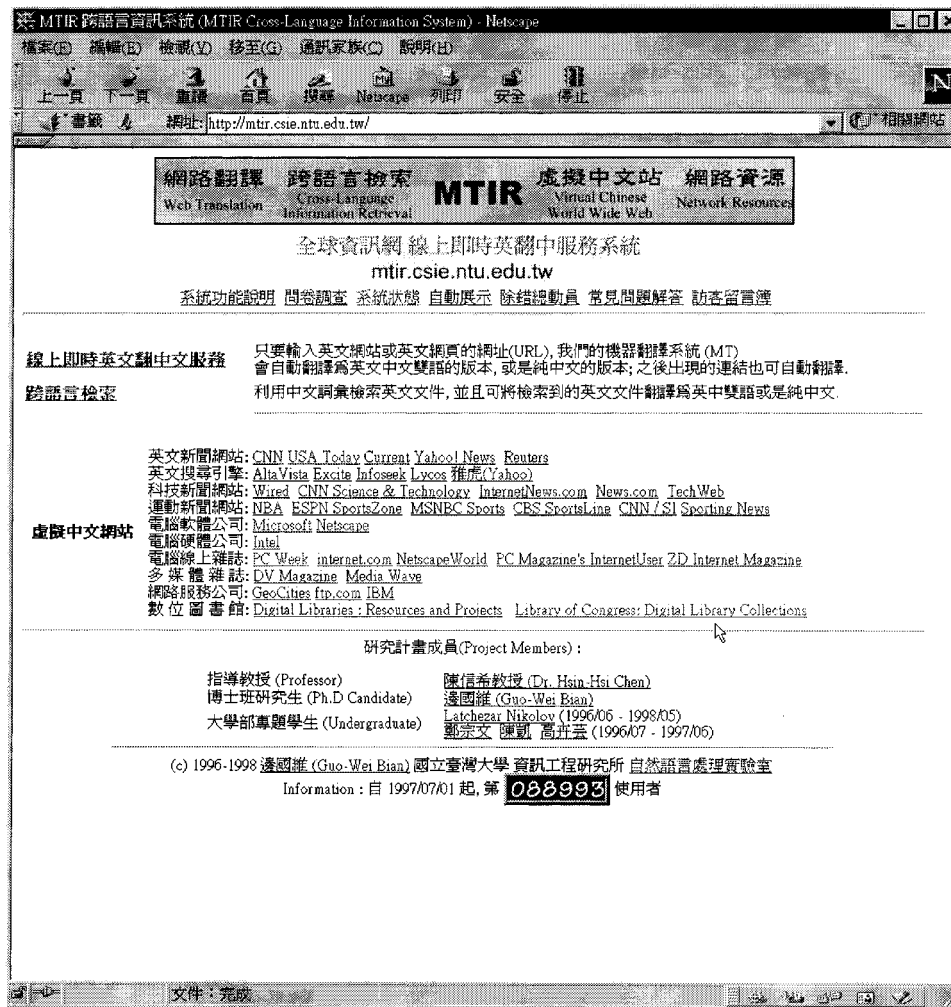 MTIR 跨語言資訊系統 (MTIR Cross-Language Information System) - Netscape
檔案(F) 編輯(E) 檢視(V) 移至(G) 通訊家族(C) 說明(H)
上一頁 下一頁 重讀 首頁 搜尋 Netscape 列印 安全 停止
書籤 網址: http://mtir.csie.ntu.edu.tw/ 相關網站
網路翻譯 跨語言檢索 MTIR 虛擬中文站 網路資源
Web Translation Cross-Language Information Retrieval Virtual Chinese World Wide Web Network Resources
全球資訊網 線上即時英翻中服務系統
mtir.csie.ntu.edu.tw
系統功能說明 問卷調查 系統狀態 自動展示 除錯總動員 常見問題解答 訪客留言簿
線上即時英文翻中文服務 只要輸入英文網站或英文網頁的網址(URL), 我們的機器翻譯系統 (MT)
會自動翻譯為英文中文雙語的版本, 或是純中文的版本; 之後出現的連結也可自動翻譯.
跨語言檢索 利用中文詞彙檢索英文文件, 並且可將檢索到的英文文件翻譯為英中雙語或是純中文.
虛擬中文網站
英文新聞網站: CNN USA Today Current Yahoo! News Reuters
英文搜尋引擎: AltaVista Excite Infoseek Lycos 雅虎(Yahoo)
科技新聞網站: Wired CNN Science & Technology InternetNews.com News.com TechWeb
運動新聞網站: NBA ESPN SportsZone MSNBC Sports CBS SportsLine CNN / SI Sporting News
電腦軟體公司: Microsoft Netscape
電腦硬體公司: Intel
電腦線上雜誌: PC Week internet.com NetscapeWorld PC Magazine's InternetUser ZD Internet Magazine
多媒體雜誌: DV Magazine Media Wave
網路服務公司: GeoCities ftp.com IBM
數位圖書館: Digital Libraries : Resources and Projects Library of Congress: Digital Library Collections
研究計畫成員(Project Members) :
指導教授 (Professor) 陳信希教授 (Dr. Hsin-Hsi Chen)
博士班研究生 (Ph.D Candidate) 邊國維 (Guo-Wei Bian)
大學部專題學生 (Undergraduate) Latchezar Nikolov (1996/06 - 1998/05)
鄭宗文 陳凱 高卉芸 (1996/07 - 1997/06)
(c) 1996-1998 邊國維 (Guo-Wei Bian) 國立臺灣大學 資訊工程研究所 自然語言處理實驗室
Information : 自 1997/07/01 起, 第 088993 使用者
文件：完成